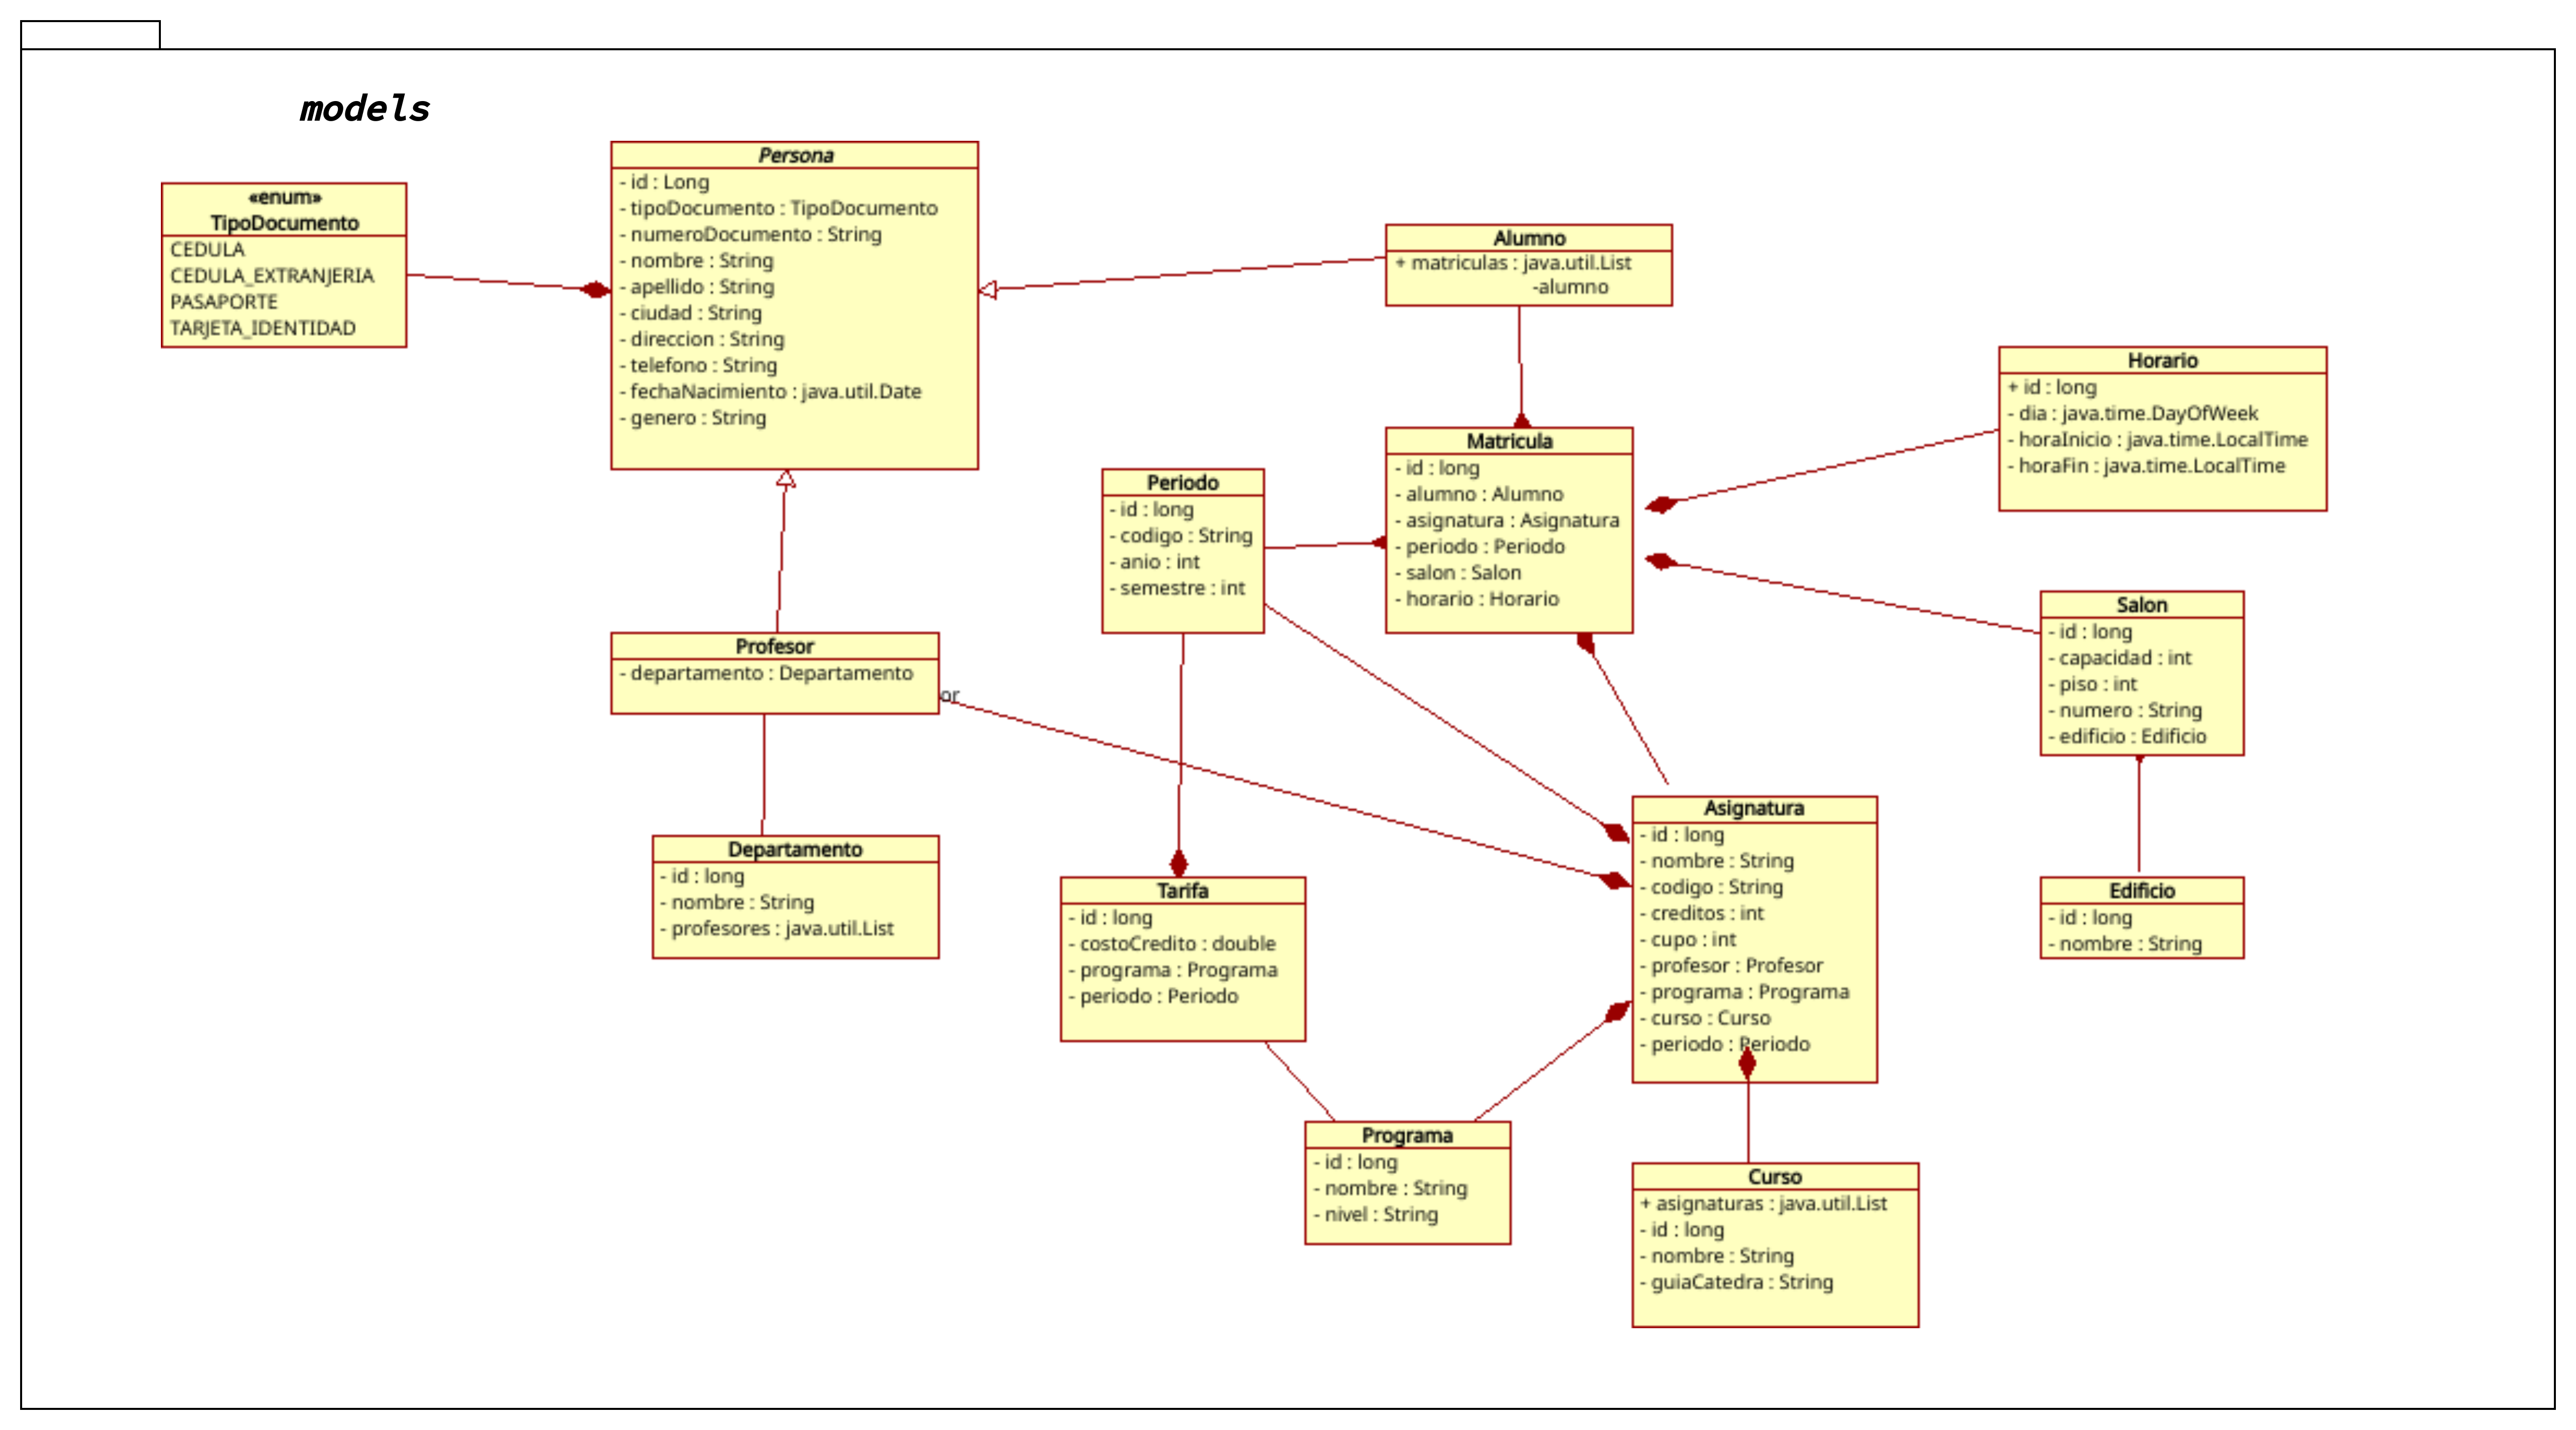 models
«enum»
TipoDocumento
CEDULA
CEDULA_EXTRANJERIA
PASAPORTE
TARJETA_IDENTIDAD
Persona
- id : Long
- tipoDocumento : TipoDocumento
- numeroDocumento : String
- nombre : String
- apellido : String
- ciudad : String
- direccion : String
- telefono : String
- fechaNacimiento : java.util.Date
- genero : String
Alumno
+ matriculas : java.util.List
-alumno
Horario
+ id : long
- dia : java.time.DayOfWeek
- horaInicio : java.time.LocalTime
- horaFin : java.time.LocalTime
Matricula
- id : long
- alumno : Alumno
- asignatura : Asignatura
- periodo : Periodo
- salon : Salon
- horario : Horario
Periodo
- id : long
- codigo : String
- anio : int
- semestre : int
Salon
- id : long
- capacidad : int
- piso : int
- numero : String
- edificio : Edificio
Profesor
- departamento : Departamento
or
Departamento
- id : long
- nombre : String
- profesores : java.util.List
Tarifa
- id : long
- costoCredito : double
- programa : Programa
- periodo : Periodo
Asignatura
- id : long
- nombre : String
- codigo : String
- creditos : int
- cupo : int
- profesor : Profesor
- programa : Programa
- curso : Curso
- periodo : Periodo
Edificio
- id : long
- nombre : String
Programa
- id : long
- nombre : String
- nivel : String
Curso
+ asignaturas : java.util.List
- id : long
- nombre : String
- guiaCatedra : String